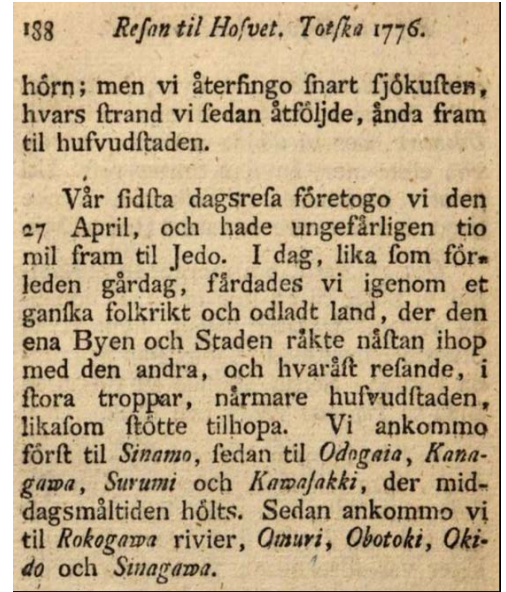 188 Reſan til Hofvet. Totſka 1776.
hörn; men vi återfingo ſnart ſjökuſten,
hvars ſtrand vi ſedan åtföljde, ända fram
til hufvudſtaden.
Vår ſidſta dagsreſa företogo vi den
27 April, och hade ungefärligen tio
mil fram til Jedo. I dag, lika ſom för-
leden gårdag, färdades vi igenom et
ganſka folkrikt och odladt land, der den
ena Byen och Staden räkte näſtan ihop
med den andra, och hvaräſt reſande, i
ſtora troppar, närmare hufvudſtaden,
likaſom ſtötte tilhopa. Vi ankommo
förſt til Sinamo, ſedan til Odogaia, Kana-
gawa, Surumi och Kawaſakki, der mid-
dagsmåltiden hölts. Sedan ankommo vi
til Rokogawa rivier, Omuri, Obotoki, Oki-
do och Sinagawa.